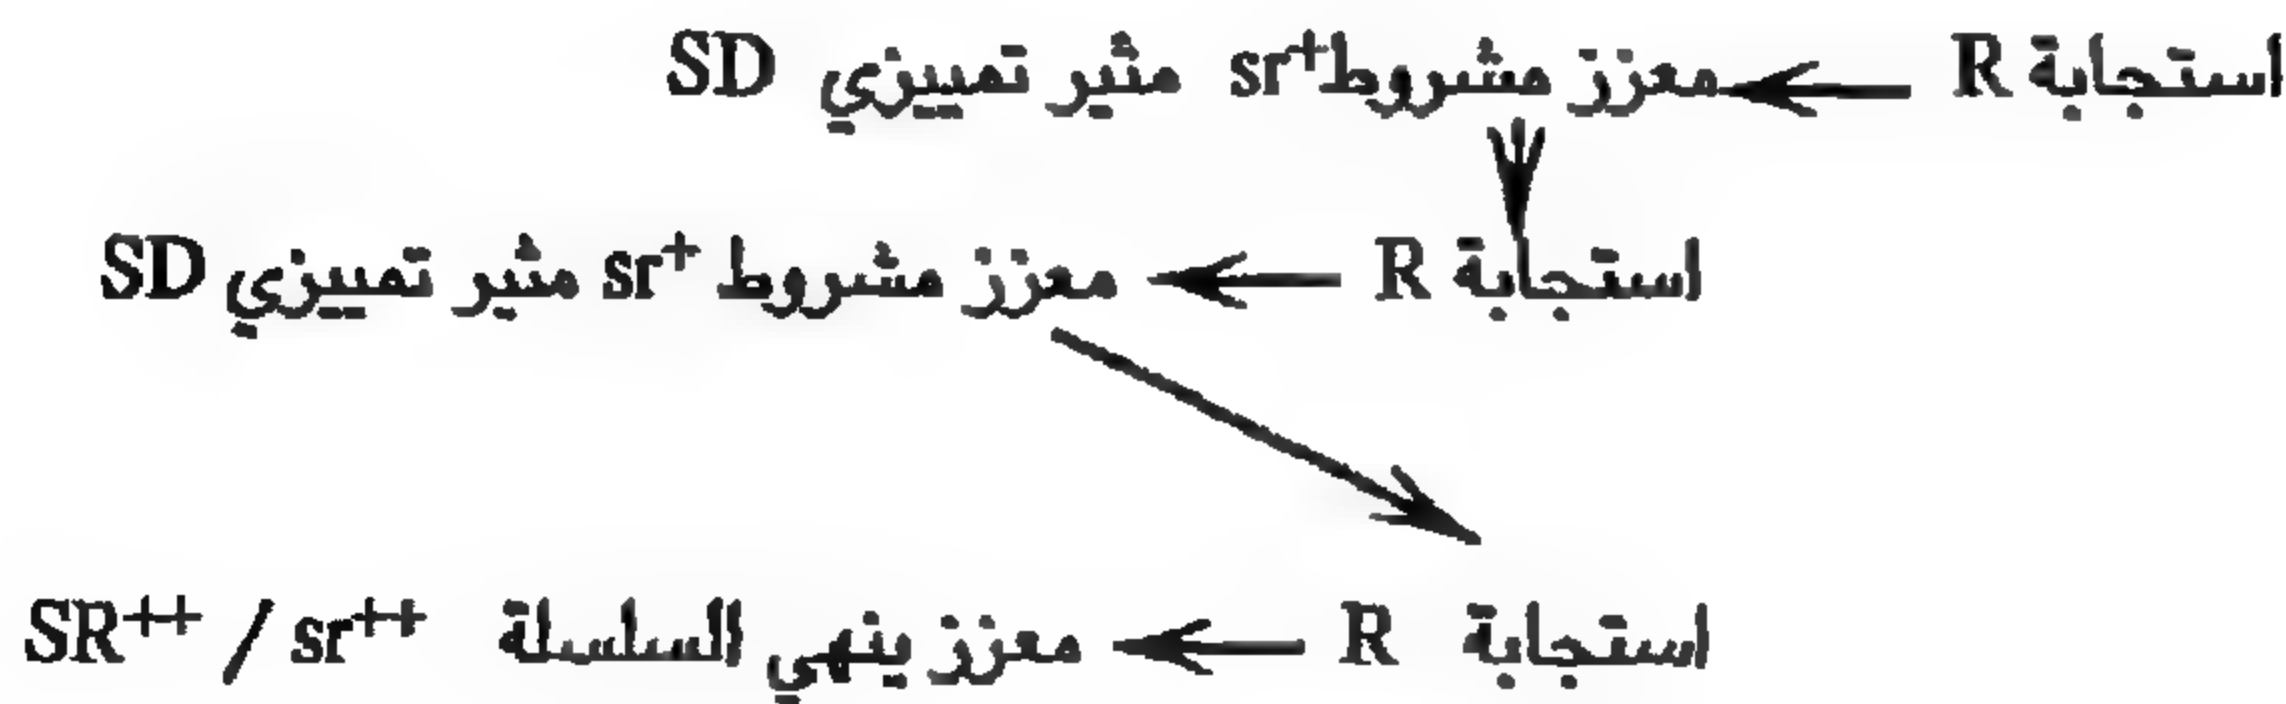 استجابة R معزز مشروط sr+ مثير تمييزي SD
استجابة R معزز مشروط sr+ مثير تمييزي SD
استجابة R معزز ينهي السلسلة SR++ / sr++